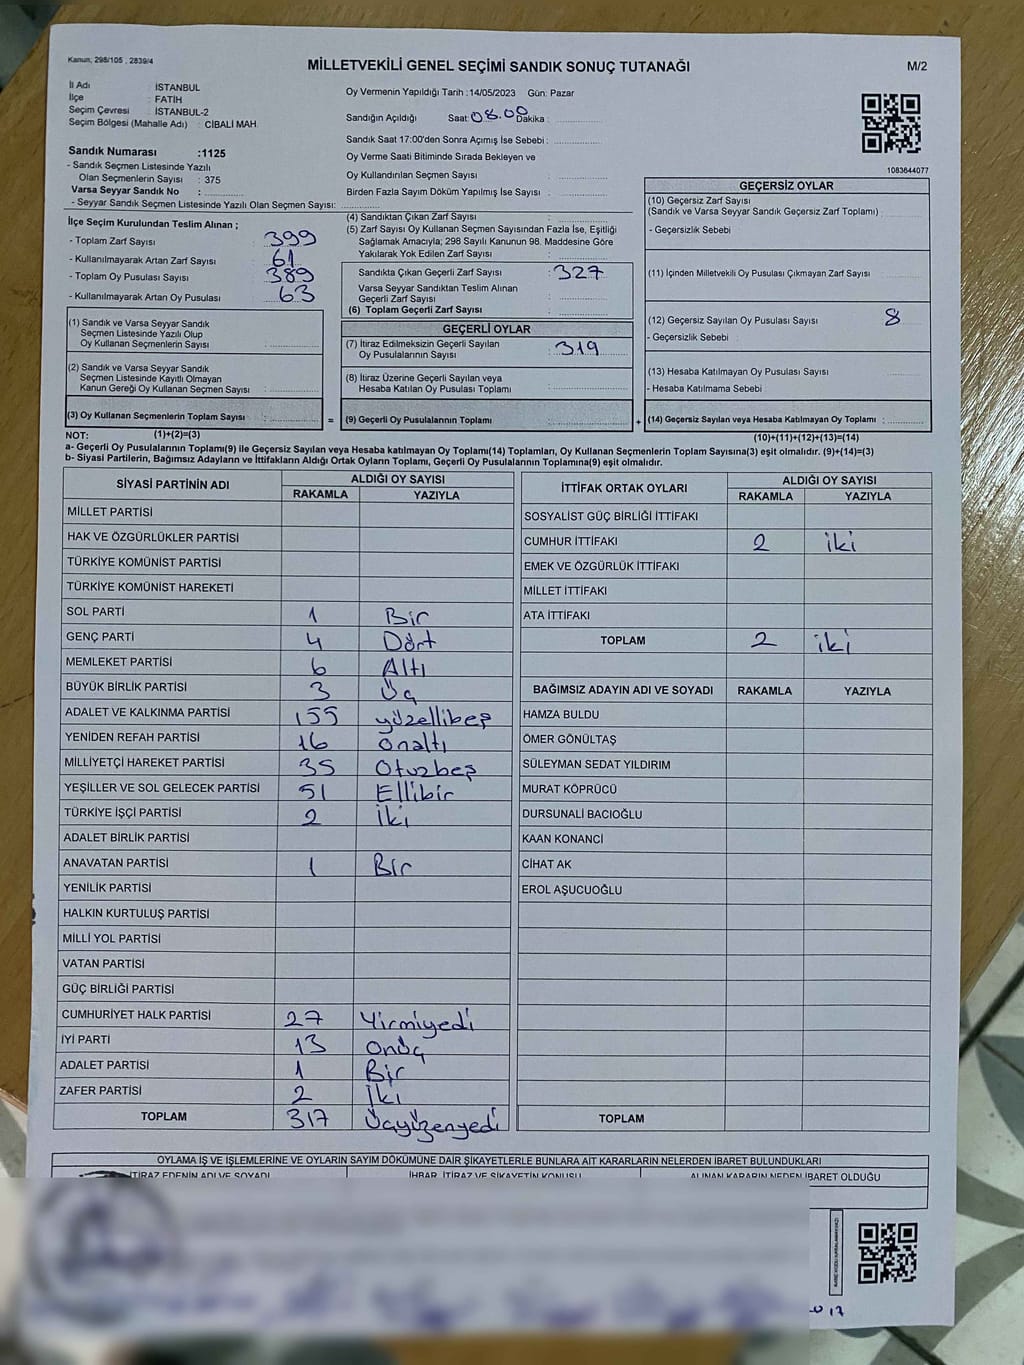 Kanun; 298/105 , 2839/4
MİLLETVEKİLİ GENEL SEÇİMİ SANDIK SONUÇ TUTANAĞI
M/2
İl Adı : İSTANBUL
İlçe : FATİH
Seçim Çevresi : İSTANBUL-2
Seçim Bölgesi (Mahalle Adı) : CİBALİ MAH.
Sandık Numarası :1125
- Sandık Seçmen Listesinde Yazılı
Olan Seçmenlerin Sayısı : 375
Varsa Seyyar Sandık No :
- Seyyar Sandık Seçmen Listesinde Yazılı Olan Seçmen Sayısı:
Oy Vermenin Yapıldığı Tarih :14/05/2023 Gün: Pazar
Sandığın Açıldığı Saat: 08.00 Dakika :
Sandık Saat 17:00'den Sonra Açımış İse Sebebi :
Oy Verme Saati Bitiminde Sırada Bekleyen ve
Oy Kullandırılan Seçmen Sayısı :
Birden Fazla Sayım Döküm Yapılmış İse Sayısı :
1083644077
İlçe Seçim Kurulundan Teslim Alınan ;
- Toplam Zarf Sayısı : 399
- Kullanılmayarak Artan Zarf Sayısı : 61
- Toplam Oy Pusulası Sayısı : 389
- Kullanılmayarak Artan Oy Pusulası : 63
(1) Sandık ve Varsa Seyyar Sandık
Seçmen Listesinde Yazılı Olup
Oy Kullanan Seçmenlerin Sayısı :
(2) Sandık ve Varsa Seyyar Sandık
Seçmen Listesinde Kayıtlı Olmayan
Kanun Gereği Oy Kullanan Seçmen Sayısı :
(3) Oy Kullanan Seçmenlerin Toplam Sayısı :
(4) Sandıktan Çıkan Zarf Sayısı :
(5) Zarf Sayısı Oy Kullanan Seçmen Sayısından Fazla İse, Eşitliği
Sağlamak Amacıyla; 298 Sayılı Kanunun 98. Maddesine Göre
Yakılarak Yok Edilen Zarf Sayısı :
Sandıkta Çıkan Geçerli Zarf Sayısı : 327
Varsa Seyyar Sandıktan Teslim Alınan
Geçerli Zarf Sayısı :
(6) Toplam Geçerli Zarf Sayısı :
GEÇERLİ OYLAR
(7) İtiraz Edilmeksizin Geçerli Sayılan
Oy Pusulalarının Sayısı : 319
(8) İtiraz Üzerine Geçerli Sayılan veya
Hesaba Katılan Oy Pusulası Toplamı :
= (9) Geçerli Oy Pusulalarının Toplamı :
GEÇERSİZ OYLAR
(10) Geçersiz Zarf Sayısı
(Sandık ve Varsa Seyyar Sandık Geçersiz Zarf Toplamı) :
- Geçersizlik Sebebi :
(11) İçinden Milletvekili Oy Pusulası Çıkmayan Zarf Sayısı :
(12) Geçersiz Sayılan Oy Pusulası Sayısı : 8
- Geçersizlik Sebebi :
(13) Hesaba Katılmayan Oy Pusulası Sayısı :
- Hesaba Katılmama Sebebi :
+ (14) Geçersiz Sayılan veya Hesaba Katılmayan Oy Toplamı :
NOT: (1)+(2)=(3)
(10)+(11)+(12)+(13)=(14)
a- Geçerli Oy Pusulalarının Toplamı(9) ile Geçersiz Sayılan veya Hesaba katılmayan Oy Toplamı(14) Toplamları, Oy Kullanan Seçmenlerin Toplam Sayısına(3) eşit olmalıdır. (9)+(14)=(3)
b- Siyasi Partilerin, Bağımsız Adayların ve İttifakların Aldığı Ortak Oyların Toplamı, Geçerli Oy Pusulalarının Toplamına(9) eşit olmalıdır.
SİYASİ PARTİNİN ADI ALDIĞI OY SAYISI
RAKAMLA YAZIYLA
MİLLET PARTİSİ
HAK VE ÖZGÜRLÜKLER PARTİSİ
TÜRKİYE KOMÜNİST PARTİSİ
TÜRKİYE KOMÜNİST HAREKETİ
SOL PARTİ 1 Bir
GENÇ PARTİ 4 Dört
MEMLEKET PARTİSİ 6 Altı
BÜYÜK BİRLİK PARTİSİ 3 Üç
ADALET VE KALKINMA PARTİSİ 155 yüzellibeş
YENİDEN REFAH PARTİSİ 16 onaltı
MİLLİYETÇİ HAREKET PARTİSİ 35 Otuzbeş
YEŞİLLER VE SOL GELECEK PARTİSİ 51 Ellibir
TÜRKİYE İŞÇİ PARTİSİ 2 İki
ADALET BİRLİK PARTİSİ
ANAVATAN PARTİSİ 1 Bir
YENİLİK PARTİSİ
HALKIN KURTULUŞ PARTİSİ
MİLLİ YOL PARTİSİ
VATAN PARTİSİ
GÜÇ BİRLİĞİ PARTİSİ
CUMHURİYET HALK PARTİSİ 27 Yirmiyedi
İYİ PARTİ 13 onüç
ADALET PARTİSİ 1 Bir
ZAFER PARTİSİ 2 İki
TOPLAM 317 Üçyüzenyedi
İTTİFAK ORTAK OYLARI ALDIĞI OY SAYISI
RAKAMLA YAZIYLA
SOSYALİST GÜÇ BİRLİĞİ İTTİFAKI
CUMHUR İTTİFAKI 2 iki
EMEK VE ÖZGÜRLÜK İTTİFAKI
MİLLET İTTİFAKI
ATA İTTİFAKI
TOPLAM 2 iki
BAĞIMSIZ ADAYIN ADI VE SOYADI RAKAMLA YAZIYLA
HAMZA BULDU
ÖMER GÖNÜLTAŞ
SÜLEYMAN SEDAT YILDIRIM
MURAT KÖPRÜCÜ
DURSUNALİ BACIOĞLU
KAAN KONANCİ
CİHAT AK
EROL AŞUCUOĞLU
TOPLAM
OYLAMA İŞ VE İŞLEMLERİNE VE OYLARIN SAYIM DÖKÜMÜNE DAİR ŞİKAYETLERLE BUNLARA AİT KARARLARIN NELERDEN İBARET BULUNDUKLARI
İTİRAZ EDENİN ADI VE SOYADI İHBAR, İTİRAZ VE ŞİKAYETİN KONUSU ALINAN KARARIN NEDEN İBARET OLDUĞU